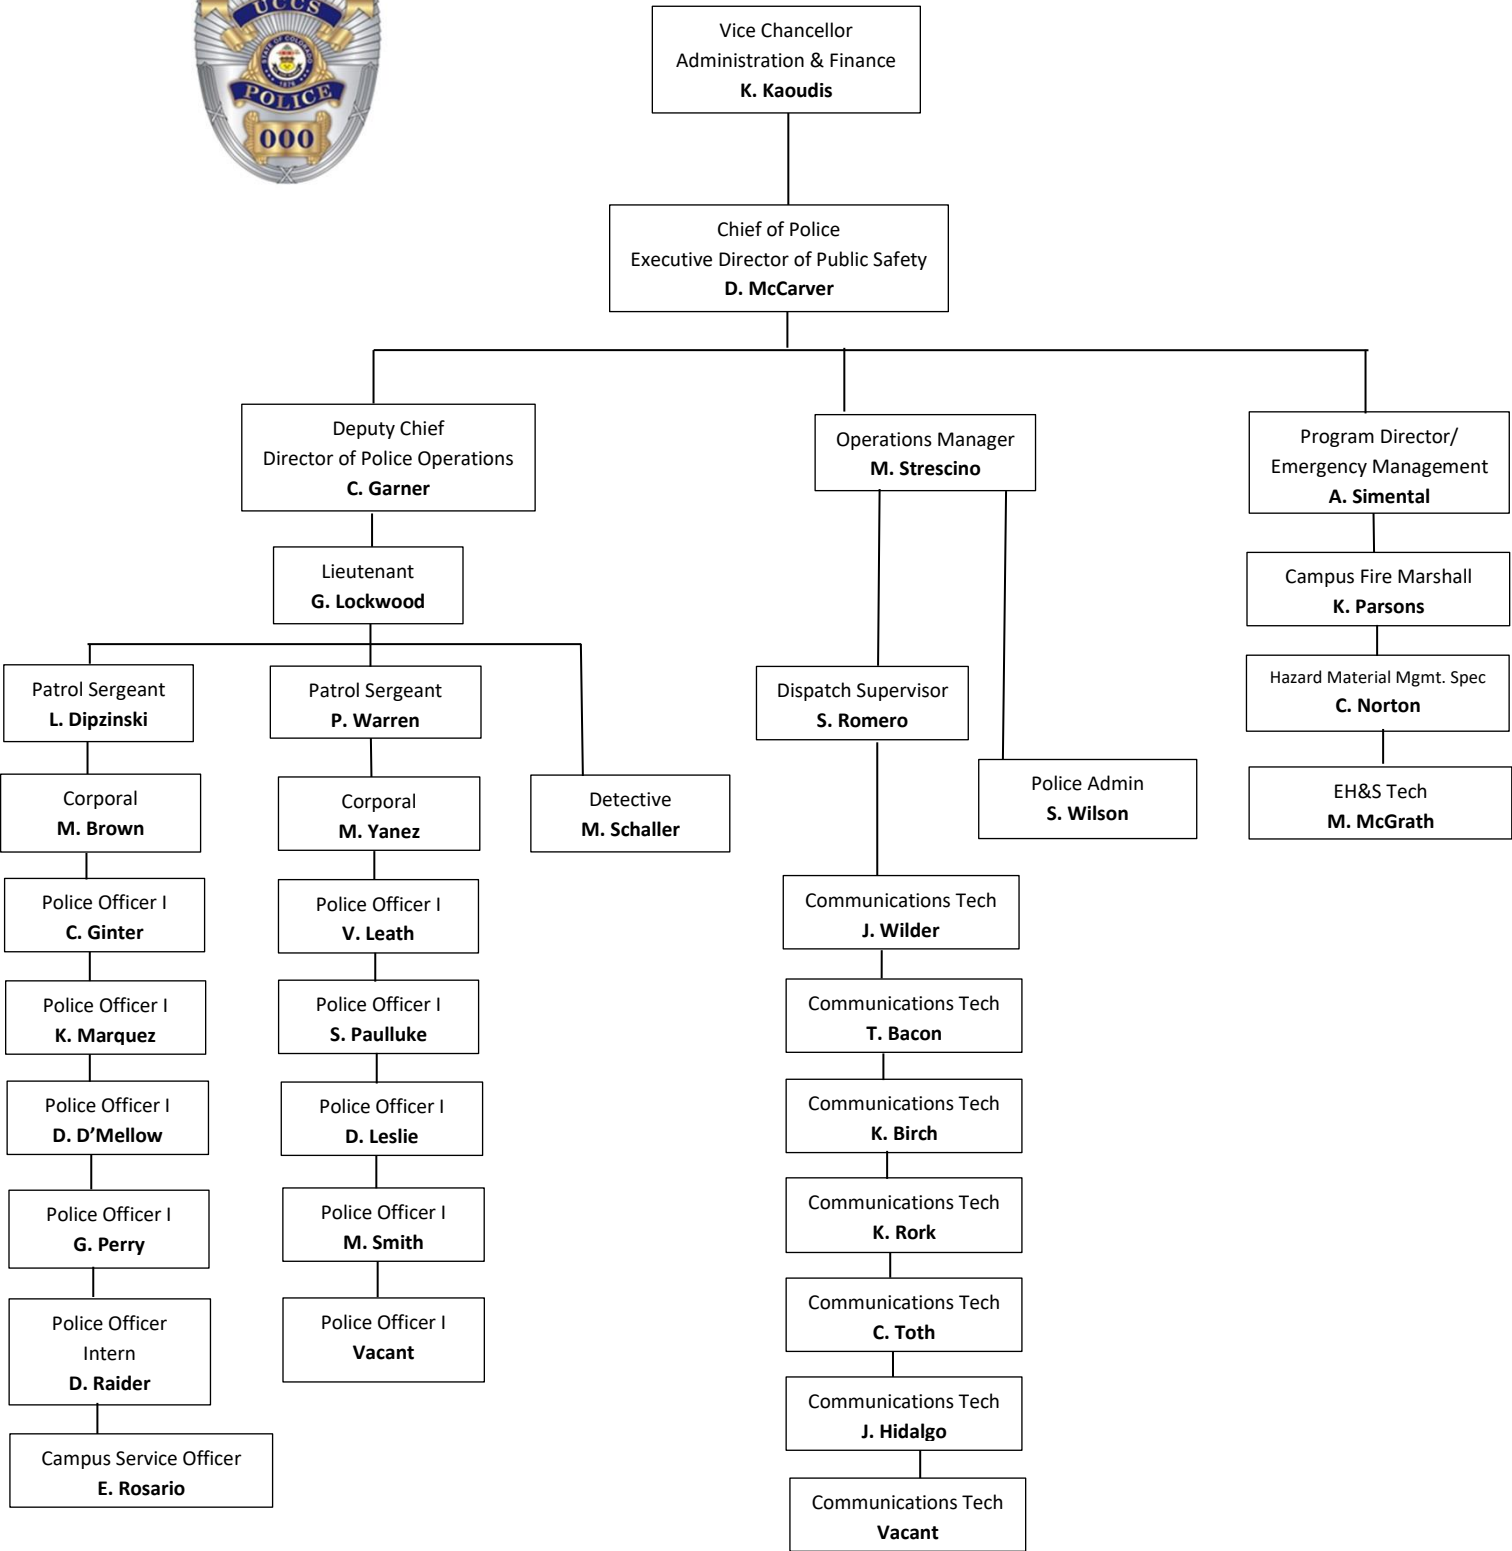 UCCS
STATE OF COLORADO
1876
POLICE
000
Vice Chancellor
Administration & Finance
K. Kaoudis
Chief of Police
Executive Director of Public Safety
D. McCarver
Deputy Chief
Director of Police Operations
C. Garner
Operations Manager
M. Strescino
Program Director/
Emergency Management
A. Simental
Lieutenant
G. Lockwood
Campus Fire Marshall
K. Parsons
Patrol Sergeant
L. Dipzinski
Patrol Sergeant
P. Warren
Dispatch Supervisor
S. Romero
Hazard Material Mgmt. Spec
C. Norton
Corporal
M. Brown
Corporal
M. Yanez
Detective
M. Schaller
Police Admin
S. Wilson
EH&S Tech
M. McGrath
Police Officer I
C. Ginter
Police Officer I
V. Leath
Communications Tech
J. Wilder
Police Officer I
K. Marquez
Police Officer I
S. Paulluke
Communications Tech
T. Bacon
Police Officer I
D. D’Mellow
Police Officer I
D. Leslie
Communications Tech
K. Birch
Police Officer I
G. Perry
Police Officer I
M. Smith
Communications Tech
K. Rork
Police Officer
Intern
D. Raider
Police Officer I
Vacant
Communications Tech
C. Toth
Campus Service Officer
E. Rosario
Communications Tech
J. Hidalgo
Communications Tech
Vacant